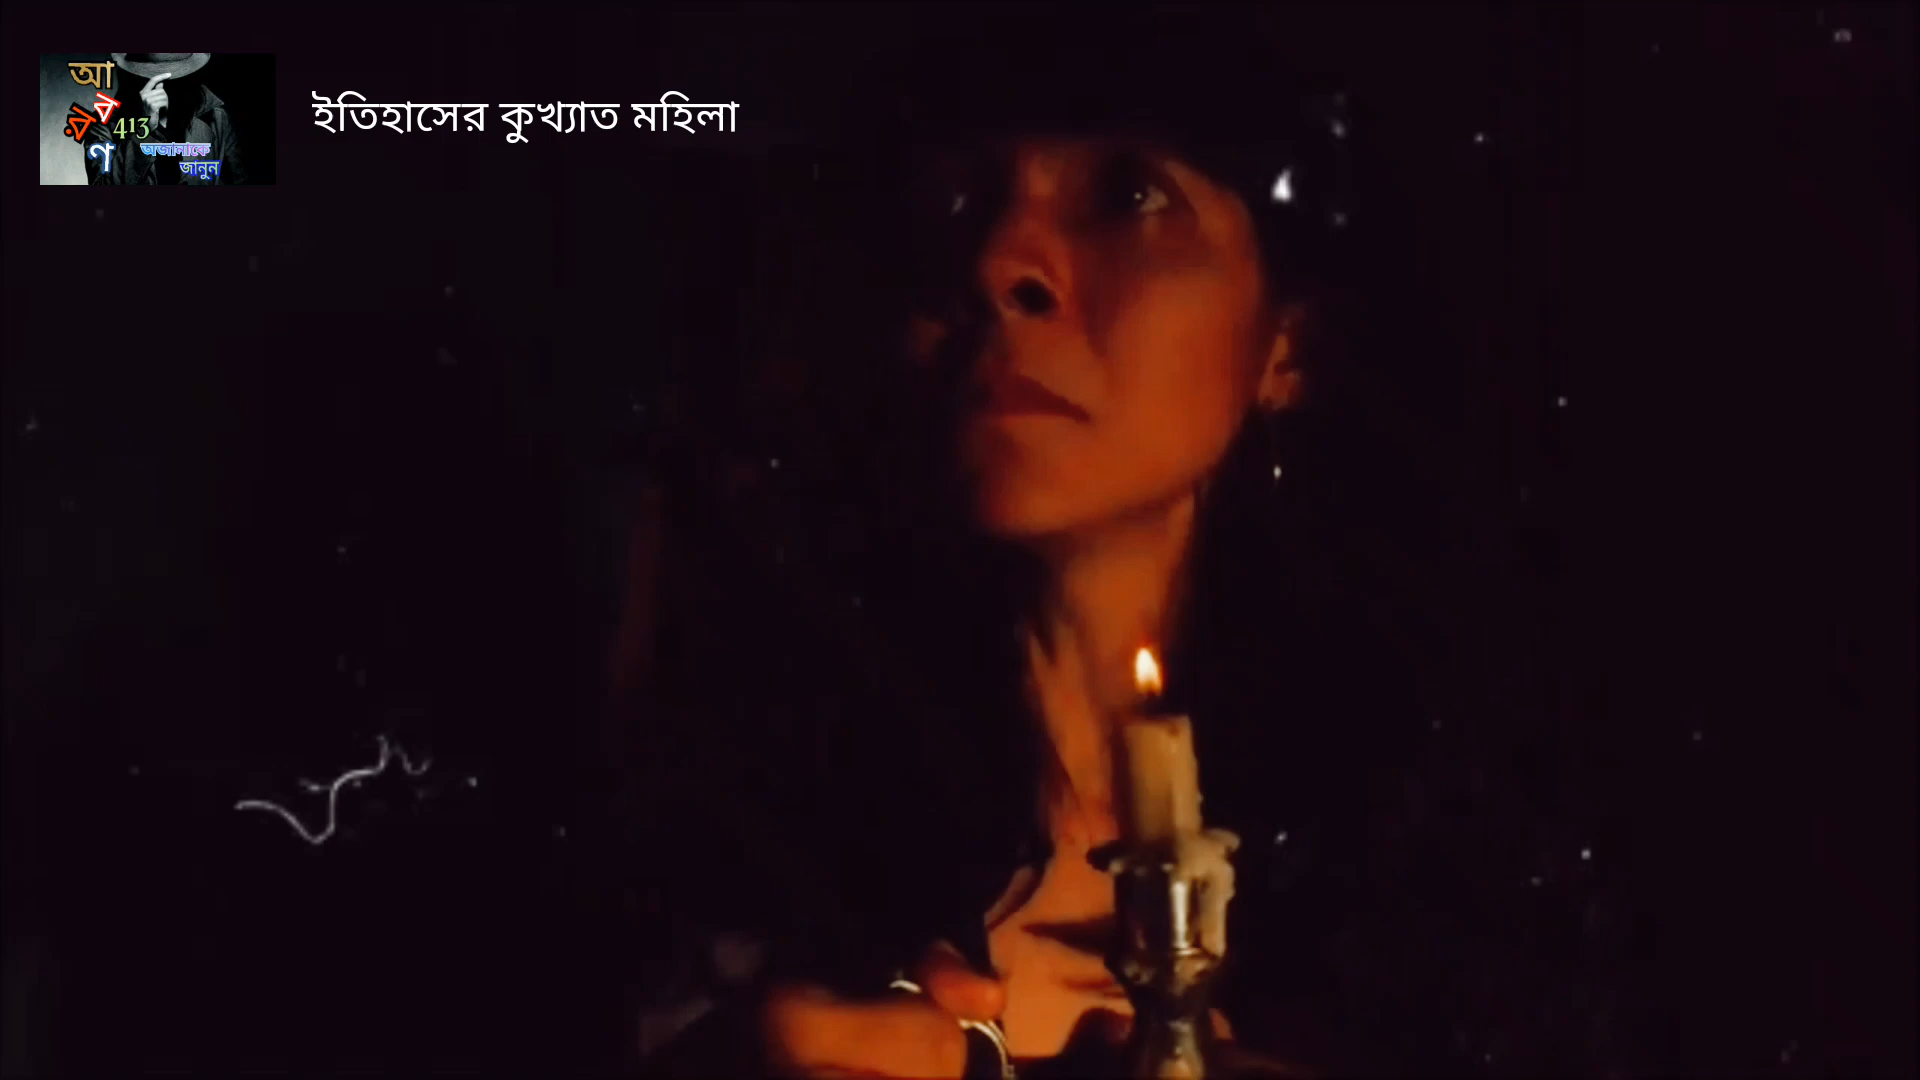 আ
ব
র
ণ
413
অজানাকে
জানুন
ইতিহাসের কুখ্যাত মহিলা